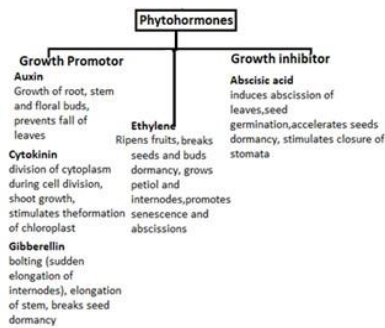 Phytohormones
Growth Promotor
Auxin
Growth of root, stem
and floral buds,
prevents fall of
leaves
Cytokinin
division of cytoplasm
during cell division,
shoot growth,
stimulates theformation
of chloroplast
Gibberellin
bolting (sudden
elongation of
internodes), elongation
of stem, breaks seed
dormancy
Ethylene
Ripens fruits, breaks
seeds and buds
dormancy, grows
petiol and
internodes,promotes
senescence and
abscissions
Growth inhibitor
Abscisic acid
induces abscission of
leaves,seed
germination,accelerates seeds
dormancy, stimulates closure of
stomata